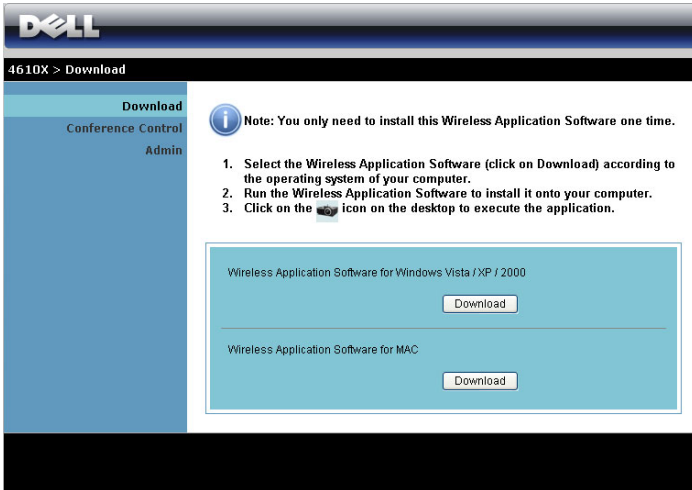 DELL
4610X > Download
Download
Conference Control
Admin
Note: You only need to install this Wireless Application Software one time.
1. Select the Wireless Application Software (click on Download) according to
the operating system of your computer.
2. Run the Wireless Application Software to install it onto your computer.
3. Click on the icon on the desktop to execute the application.
Wireless Application Software for Windows Vista / XP / 2000
Download
Wireless Application Software for MAC
Download